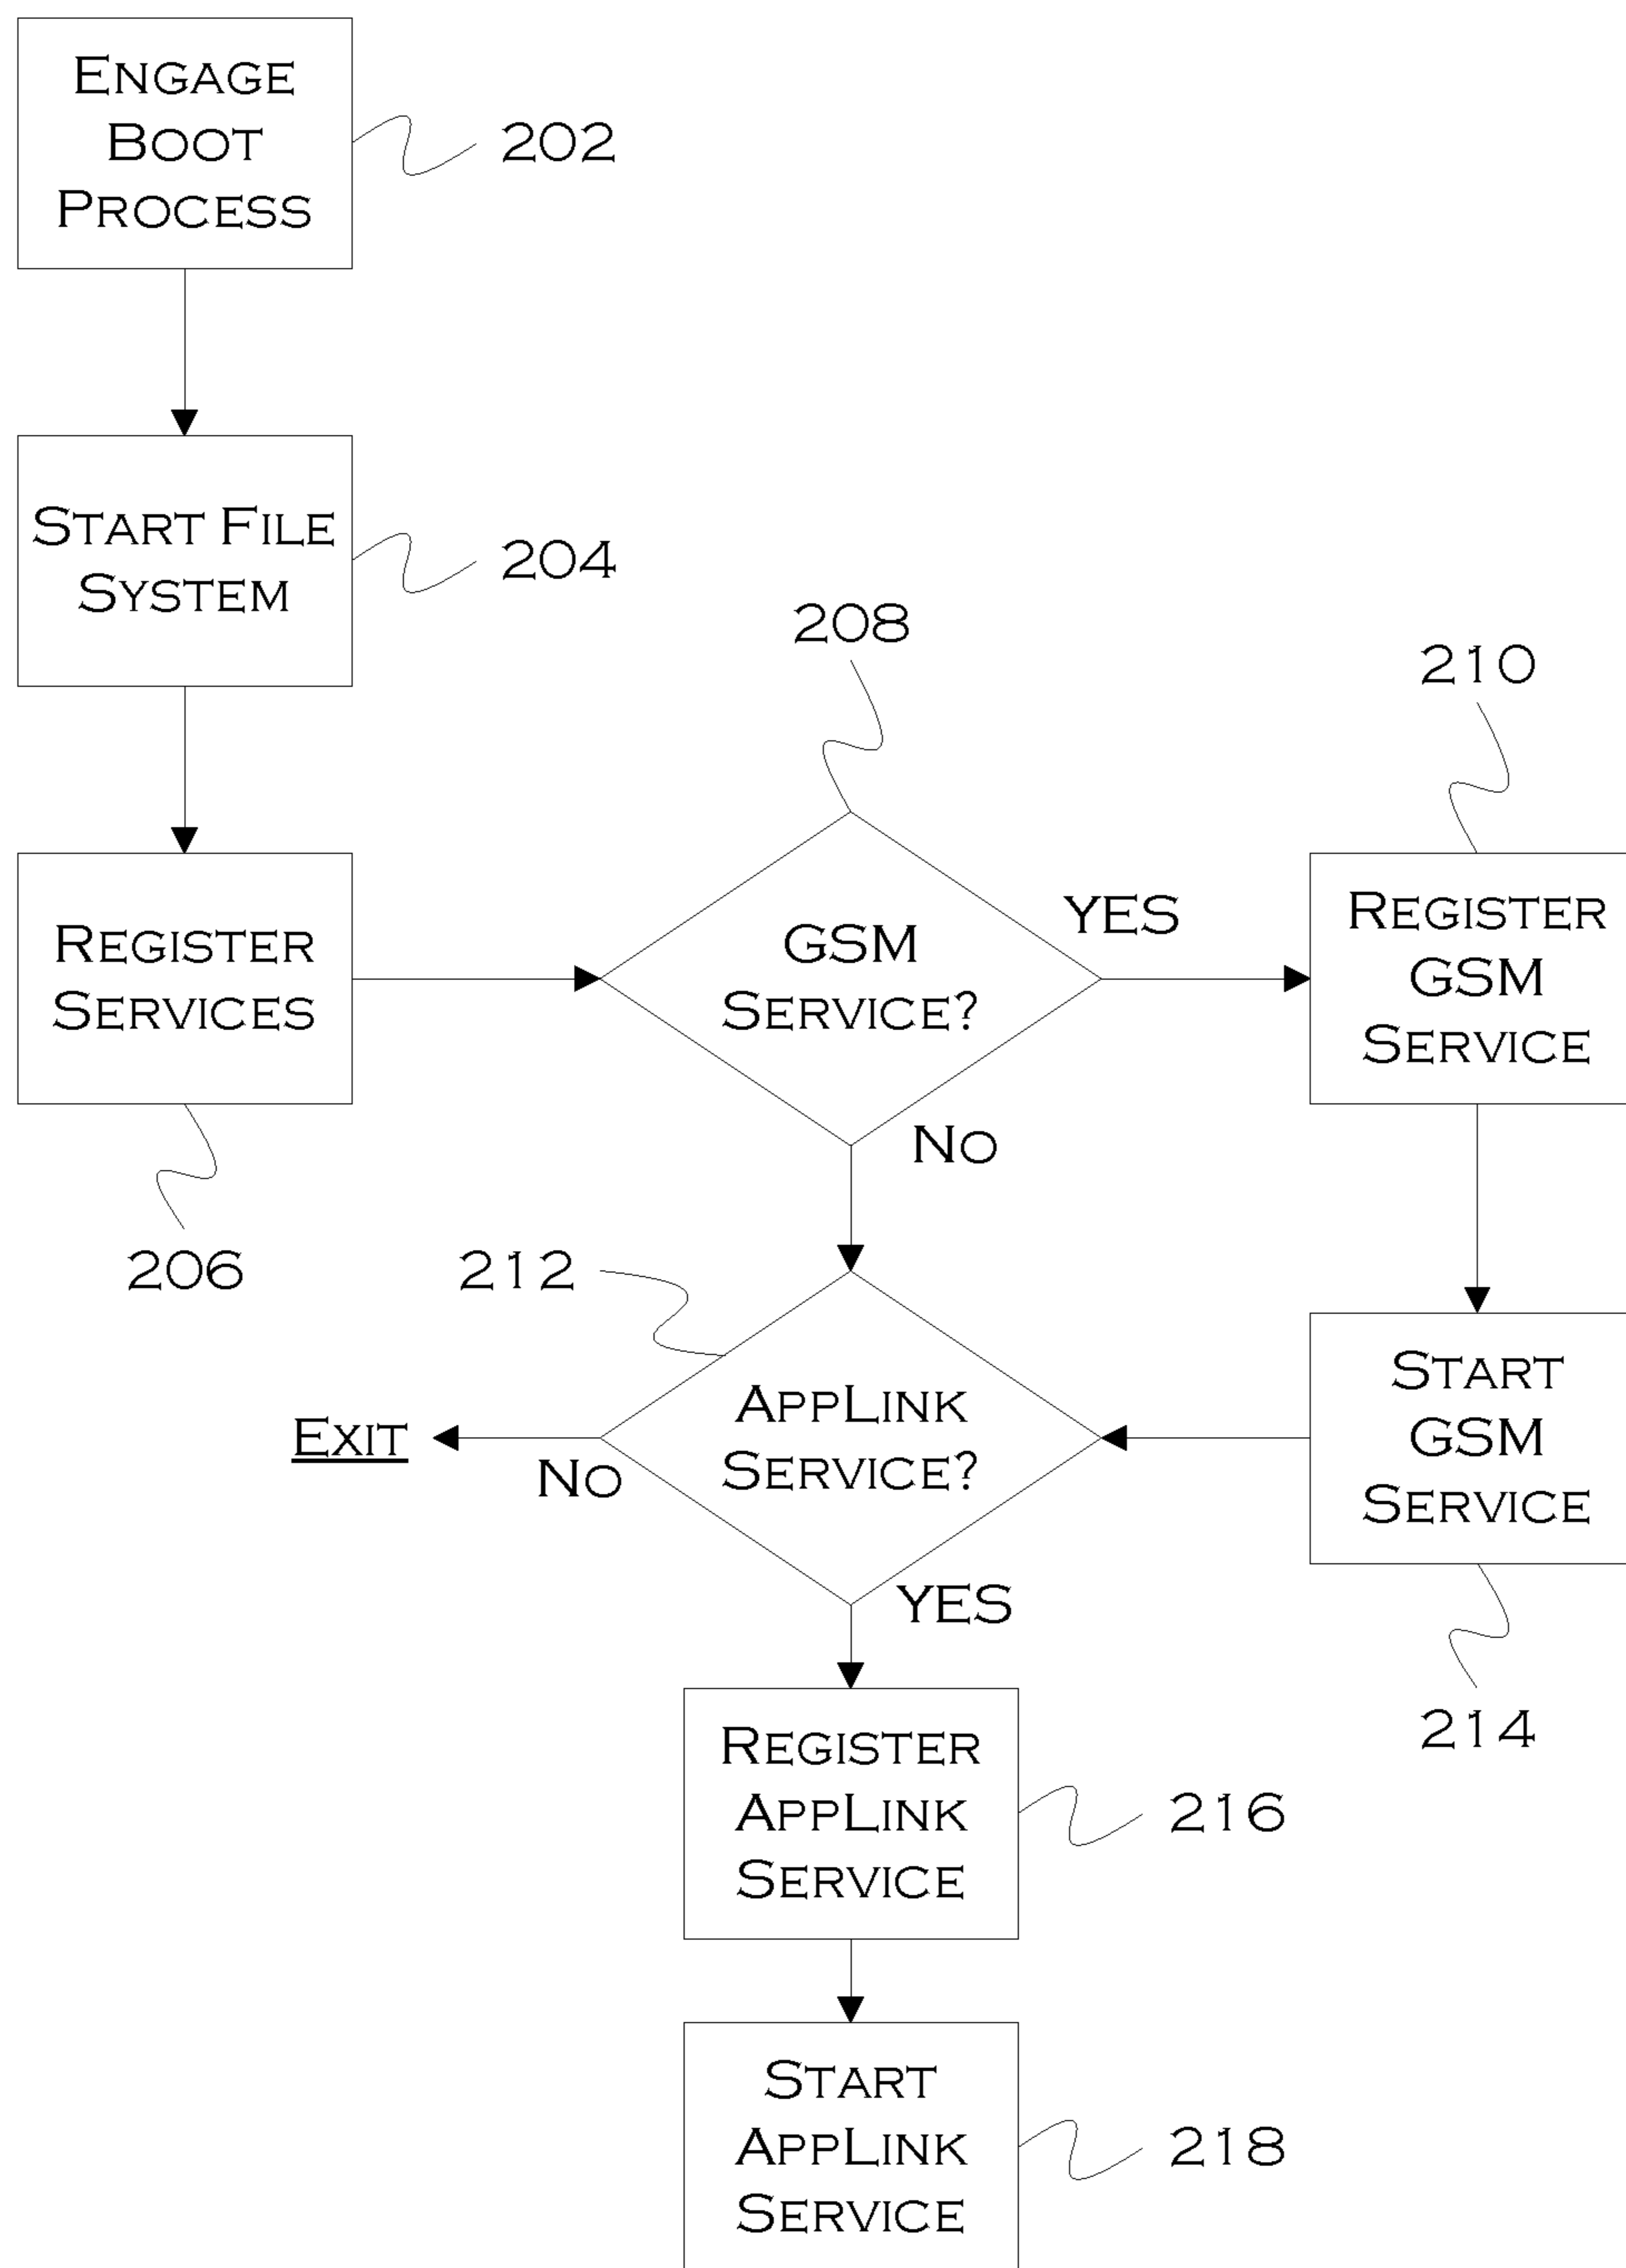 ENGAGE
BOOT
PROCESS
202
START FILE
SYSTEM
204
208
210
REGISTER
SERVICES
206
GSM
SERVICE?
YES
NO
REGISTER
GSM
SERVICE
212
APPLINK
SERVICE?
NO
EXIT
YES
START
GSM
SERVICE
214
REGISTER
APPLINK
SERVICE
216
START
APPLINK
SERVICE
218